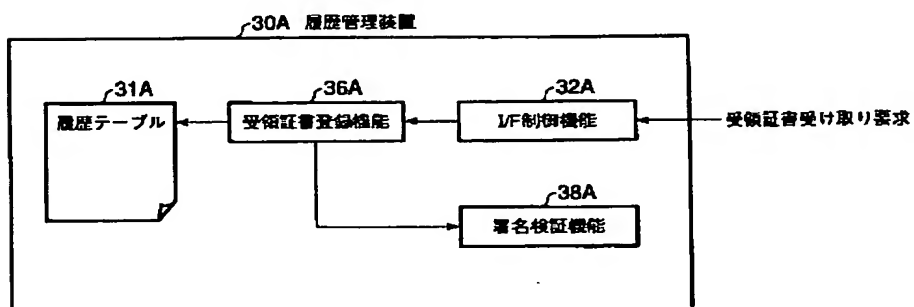 30A 履歴管理装置
31A
履歴テーブル
36A
受領証書登録機能
32A
I/F制御機能
受領証書受け取り要求
38A
署名検証機能